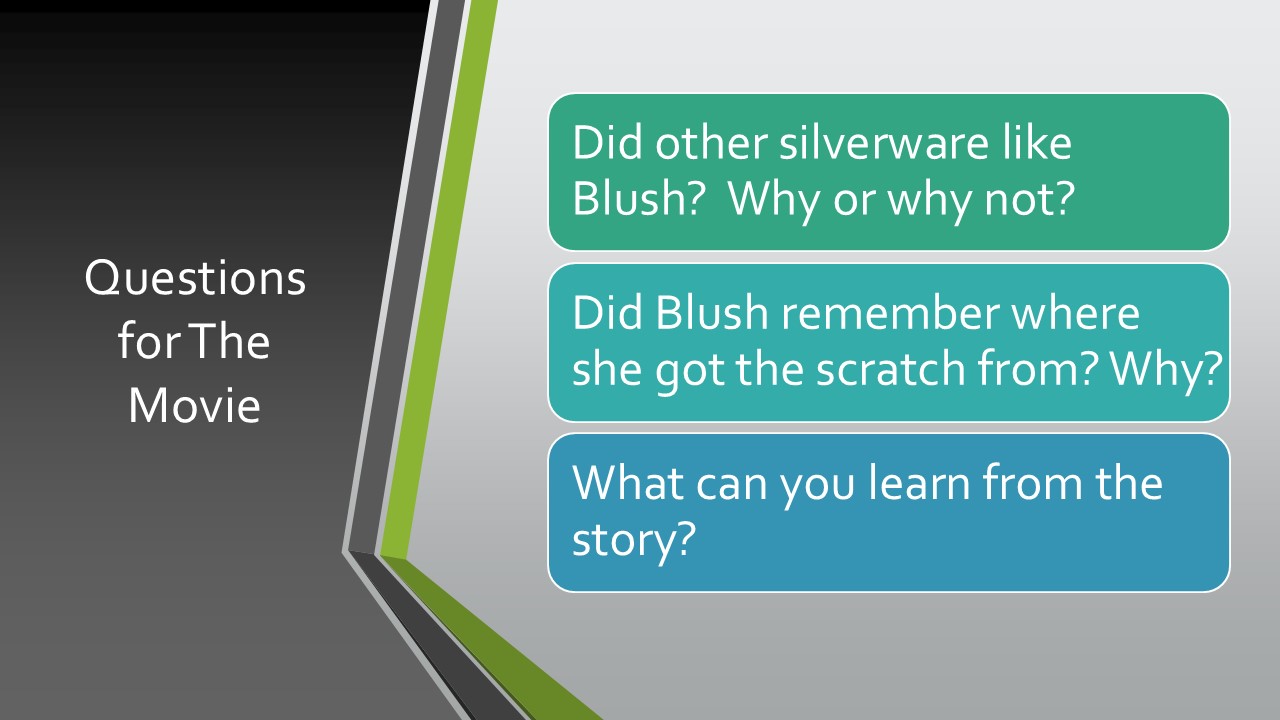 Questions
for The
Movie
Did other silverware like
Blush?  Why or why not?
Did Blush remember where
she got the scratch from? Why?
What can you learn from the
story?